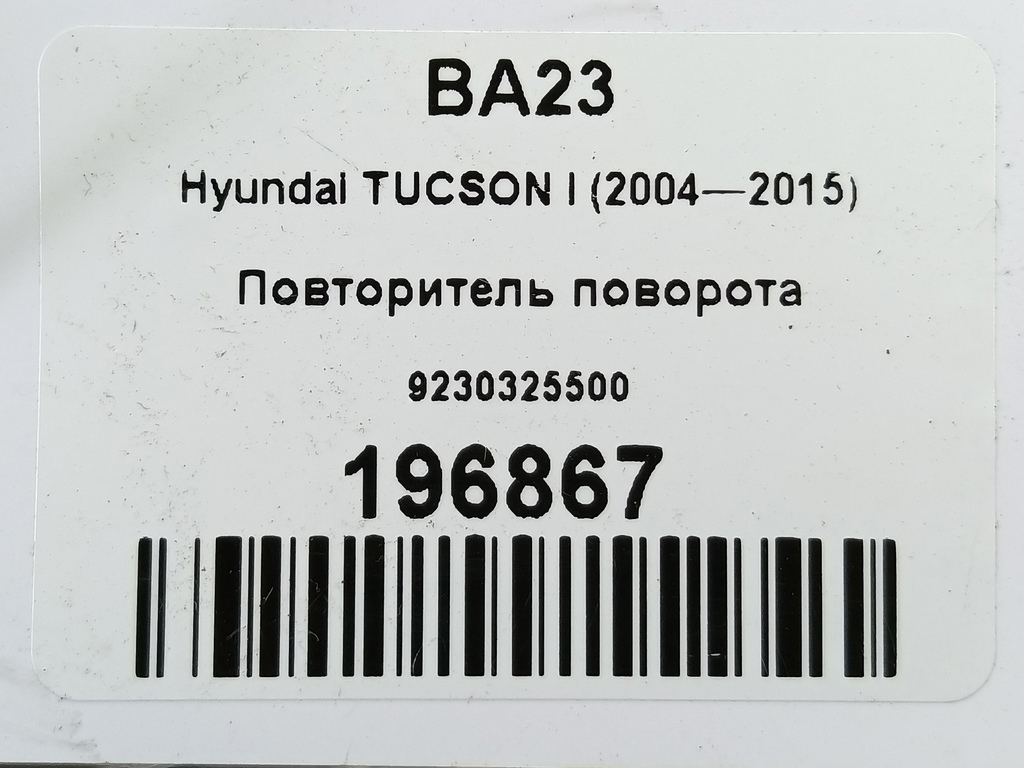 BA23
Hyundai TUCSON I (2004—2015)
Повторитель поворота
9230325500
196867